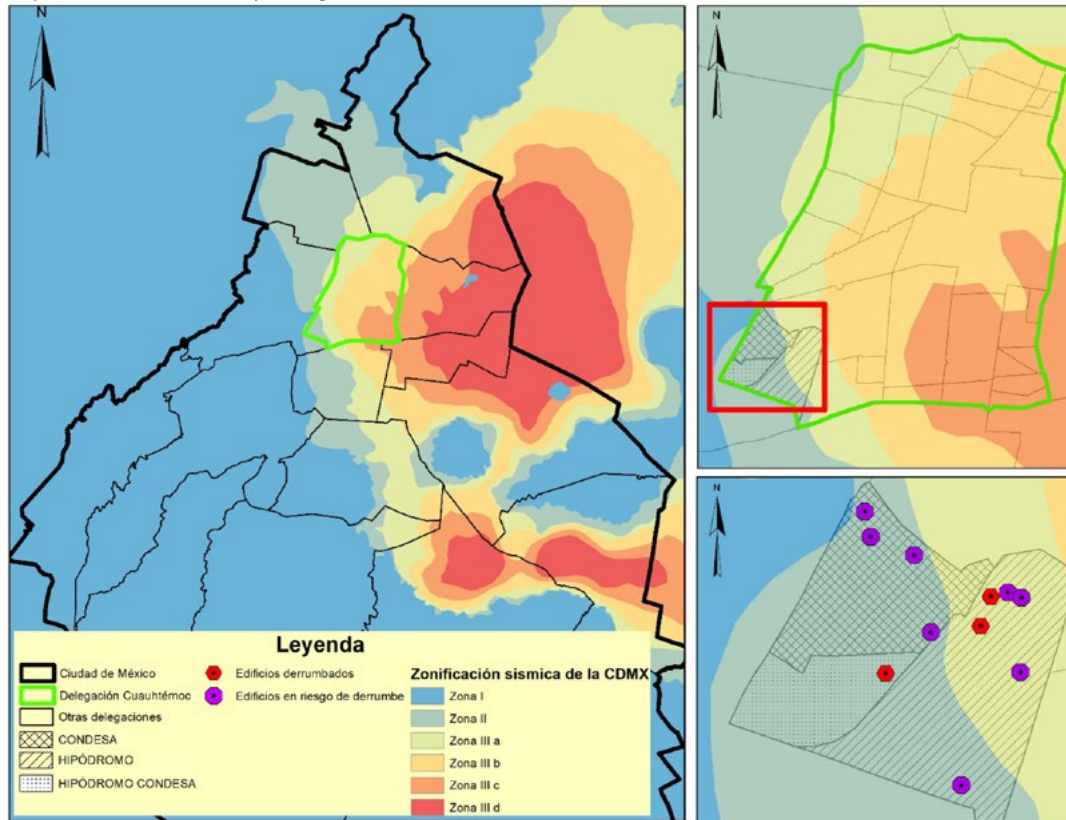 N
N
N
Leyenda
Ciudad de México
Delegación Cuauhtémoc
Otras delegaciones
CONDESA
HIPÓDROMO
HIPÓDROMO CONDESA
Edificios derrumbados
Edificios en riesgo de derrumbe
Zonificación sismica de la CDMX
Zona I
Zona II
Zona III a
Zona III b
Zona III c
Zona III d